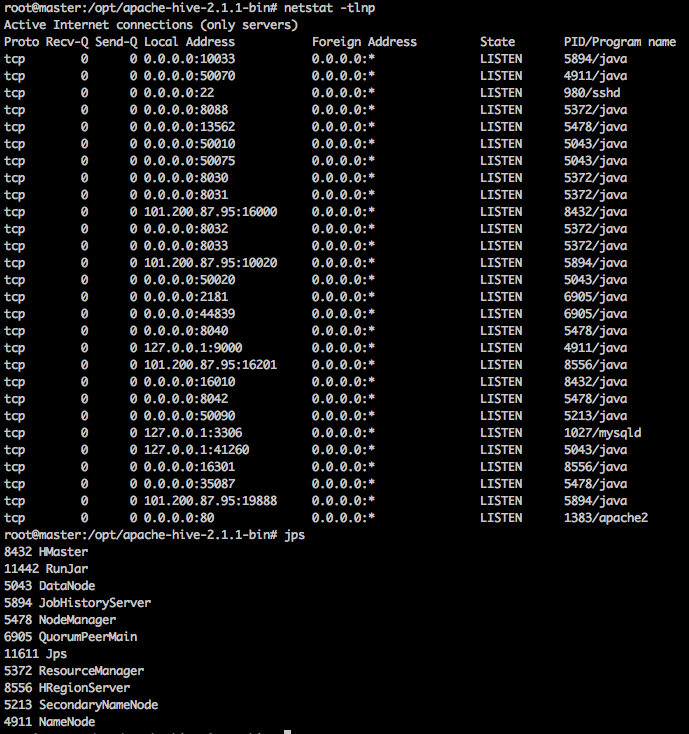 root@master:/opt/apache-hive-2.1.1-bin# netstat -tlnp
Active Internet connections (only servers)
Proto Recv-Q Send-Q Local Address Foreign Address State PID/Program name
tcp 0 0 0.0.0.0:10033 0.0.0.0:* LISTEN 5894/java
tcp 0 0 0.0.0.0:50070 0.0.0.0:* LISTEN 4911/java
tcp 0 0 0.0.0.0:22 0.0.0.0:* LISTEN 980/sshd
tcp 0 0 0.0.0.0:8088 0.0.0.0:* LISTEN 5372/java
tcp 0 0 0.0.0.0:13562 0.0.0.0:* LISTEN 5478/java
tcp 0 0 0.0.0.0:50010 0.0.0.0:* LISTEN 5043/java
tcp 0 0 0.0.0.0:50075 0.0.0.0:* LISTEN 5043/java
tcp 0 0 0.0.0.0:8030 0.0.0.0:* LISTEN 5372/java
tcp 0 0 0.0.0.0:8031 0.0.0.0:* LISTEN 5372/java
tcp 0 0 101.200.87.95:16000 0.0.0.0:* LISTEN 8432/java
tcp 0 0 0.0.0.0:8032 0.0.0.0:* LISTEN 5372/java
tcp 0 0 0.0.0.0:8033 0.0.0.0:* LISTEN 5372/java
tcp 0 0 101.200.87.95:10020 0.0.0.0:* LISTEN 5894/java
tcp 0 0 0.0.0.0:50020 0.0.0.0:* LISTEN 5043/java
tcp 0 0 0.0.0.0:2181 0.0.0.0:* LISTEN 6905/java
tcp 0 0 0.0.0.0:44839 0.0.0.0:* LISTEN 6905/java
tcp 0 0 0.0.0.0:8040 0.0.0.0:* LISTEN 5478/java
tcp 0 0 127.0.0.1:9000 0.0.0.0:* LISTEN 4911/java
tcp 0 0 101.200.87.95:16201 0.0.0.0:* LISTEN 8556/java
tcp 0 0 0.0.0.0:16010 0.0.0.0:* LISTEN 8432/java
tcp 0 0 0.0.0.0:8042 0.0.0.0:* LISTEN 5478/java
tcp 0 0 0.0.0.0:50090 0.0.0.0:* LISTEN 5213/java
tcp 0 0 127.0.0.1:3306 0.0.0.0:* LISTEN 1027/mysqld
tcp 0 0 127.0.0.1:41260 0.0.0.0:* LISTEN 5043/java
tcp 0 0 0.0.0.0:16301 0.0.0.0:* LISTEN 8556/java
tcp 0 0 0.0.0.0:35087 0.0.0.0:* LISTEN 5478/java
tcp 0 0 101.200.87.95:19888 0.0.0.0:* LISTEN 5894/java
tcp 0 0 0.0.0.0:80 0.0.0.0:* LISTEN 1383/apache2
root@master:/opt/apache-hive-2.1.1-bin# jps
8432 HMaster
11442 RunJar
5043 DataNode
5894 JobHistoryServer
5478 NodeManager
6905 QuorumPeerMain
11611 Jps
5372 ResourceManager
8556 HRegionServer
5213 SecondaryNameNode
4911 NameNode